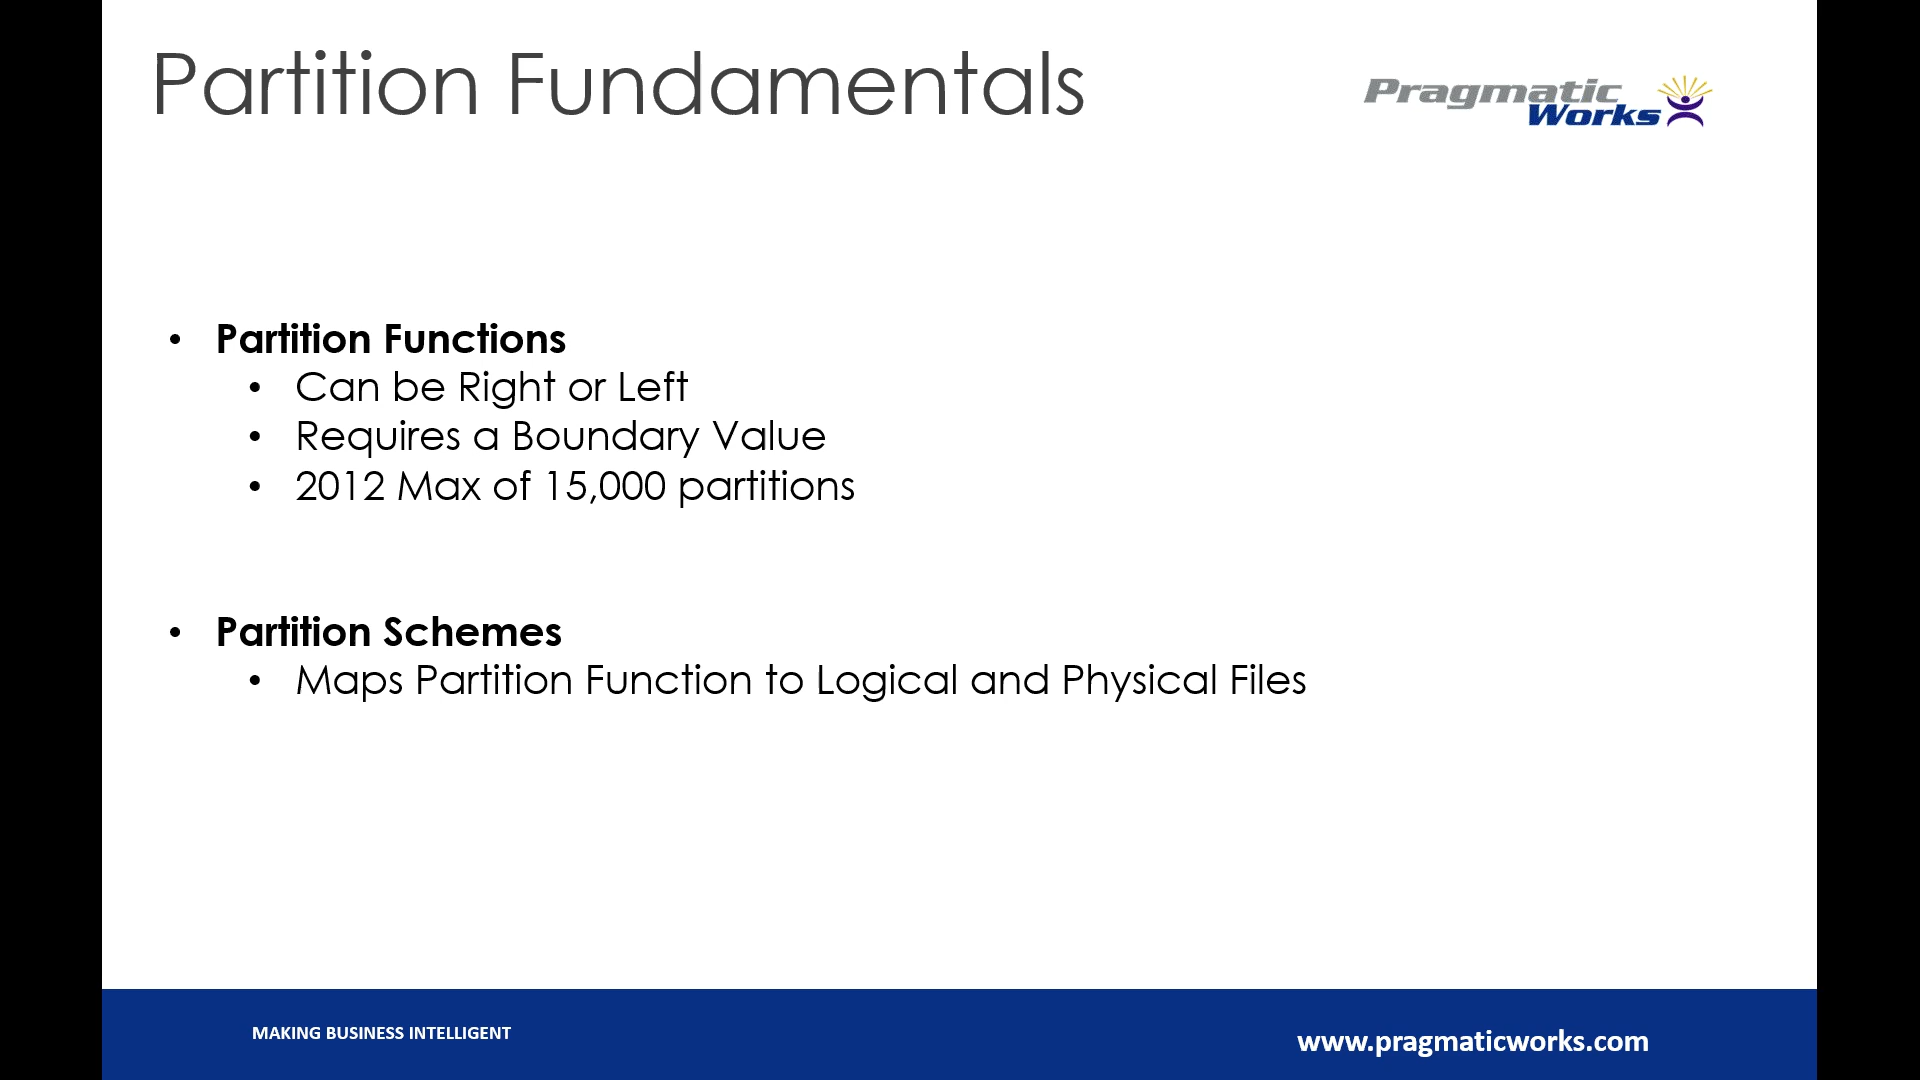 Partition Fundamentals
Pragmatic
Works
• Partition Functions
• Can be Right or Left
• Requires a Boundary Value
• 2012 Max of 15,000 partitions
• Partition Schemes
• Maps Partition Function to Logical and Physical Files
MAKING BUSINESS INTELLIGENT
www.pragmaticworks.com